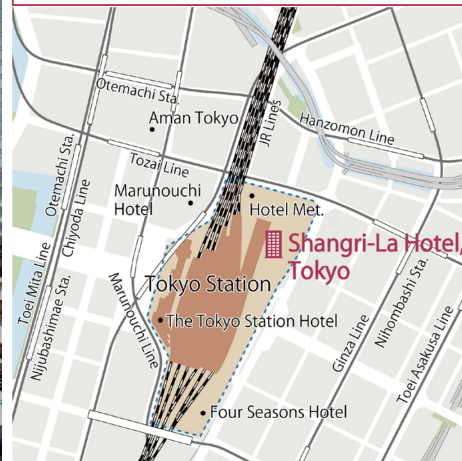 Otemachi Sta.
Aman Tokyo
JR Lines
Hanzomon Line
Tozai Line
Otemachi Sta.
Chiyoda Line
Marunouchi
Hotel
Hotel Met.
Shangri-La Hotel,
Tokyo
Tokyo Station
Toei Mita Line
Nijubashimae Sta.
Marunouchi Line
The Tokyo Station Hotel
Ginza Line
Nihombashi Sta.
Toei Asakusa Line
Four Seasons Hotel